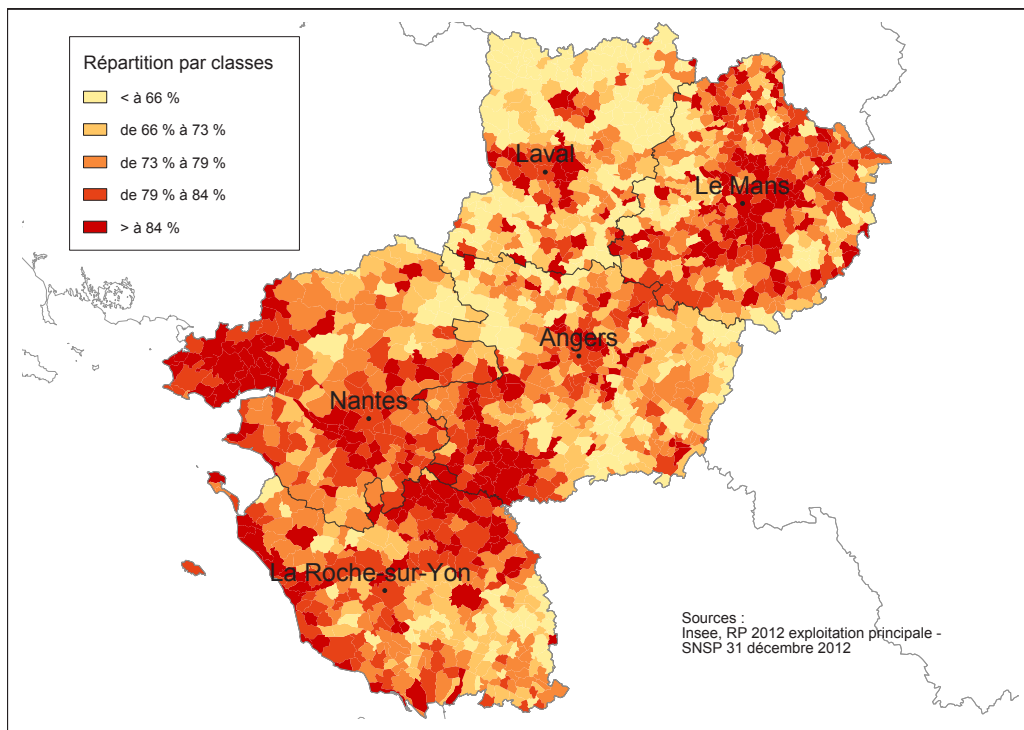 Répartition par classes
< à 66 %
de 66 % à 73 %
de 73 % à 79 %
de 79 % à 84 %
> à 84 %
Laval
Le Mans
Angers
Nantes
La Roche-sur-Yon
Sources :
Insee, RP 2012 exploitation principale -
SNSP 31 décembre 2012